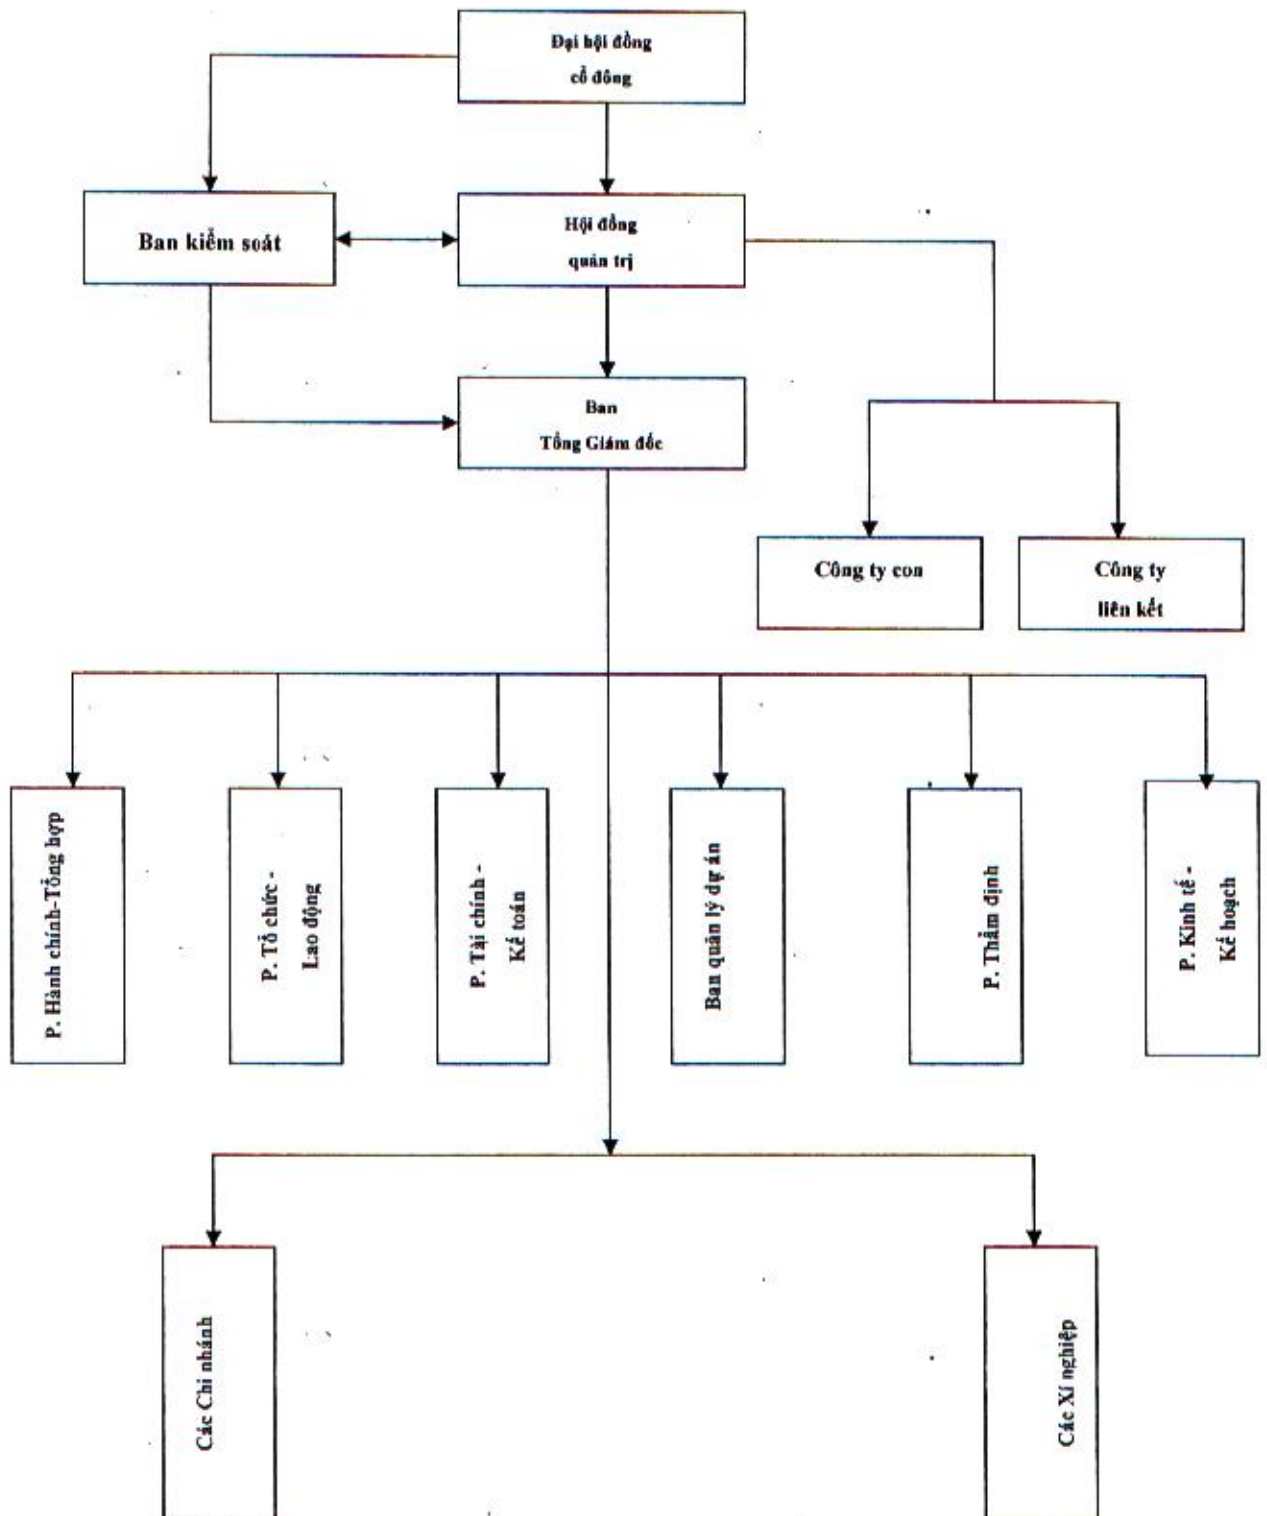 Đại hội đồng
cổ đông
Ban kiểm soát
Hội đồng
quản trị
Ban
Tổng Giám đốc
Công ty con
Công ty
liên kết
P. Hành chính-Tổng hợp
P. Tổ chức -
Lao động
P. Tài chính -
Kế toán
Ban quản lý dự án
P. Thẩm định
P. Kinh tế -
Kế hoạch
Các Chi nhánh
Các Xí nghiệp